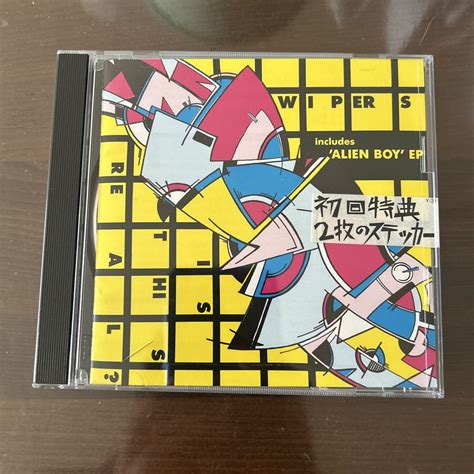 WIPERS
includes
'ALIEN BOY' EP
初回特典
2枚のステッカー
IS
THIS
REAL?